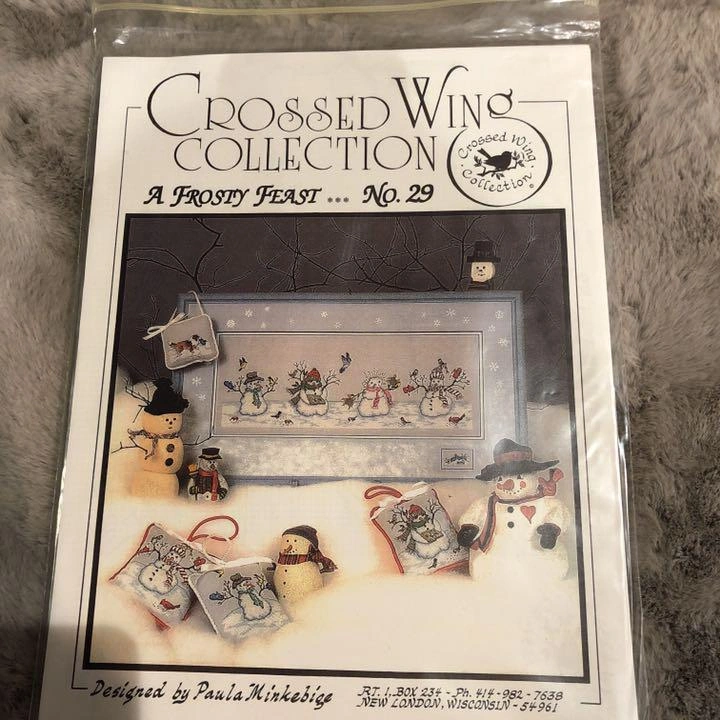 CROSSED WING
COLLECTION
Crossed Wing
Collection
A FROSTY FEAST *** NO. 29
Designed by Paula Minkebige
RT. 1, BOX 234 - Ph. 414-982-7638
NEW LONDON, WISCONSIN - 54961